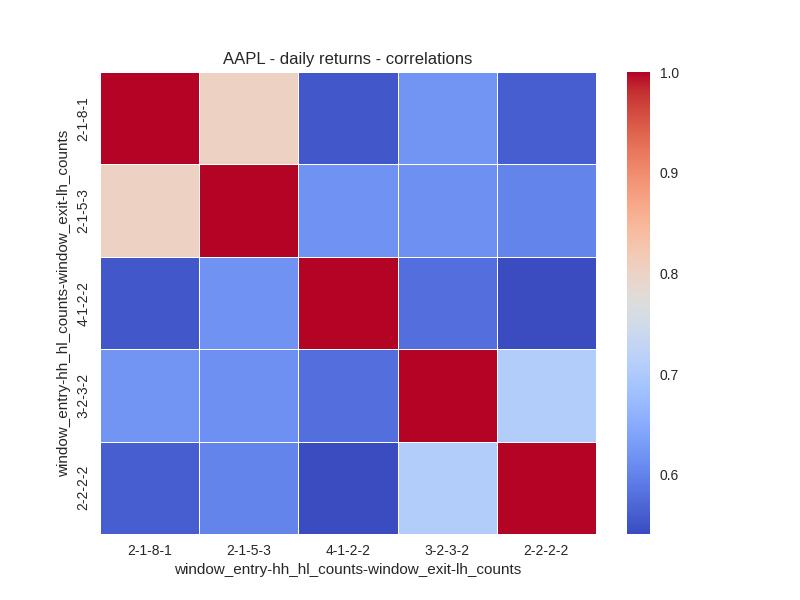 AAPL - daily returns - correlations
window_entry-hh_hl_counts-window_exit-lh_counts
2-1-8-1
2-1-5-3
4-1-2-2
3-2-3-2
2-2-2-2
2-1-8-1 2-1-5-3 4-1-2-2 3-2-3-2 2-2-2-2
window_entry-hh_hl_counts-window_exit-lh_counts
1.0
0.9
0.8
0.7
0.6